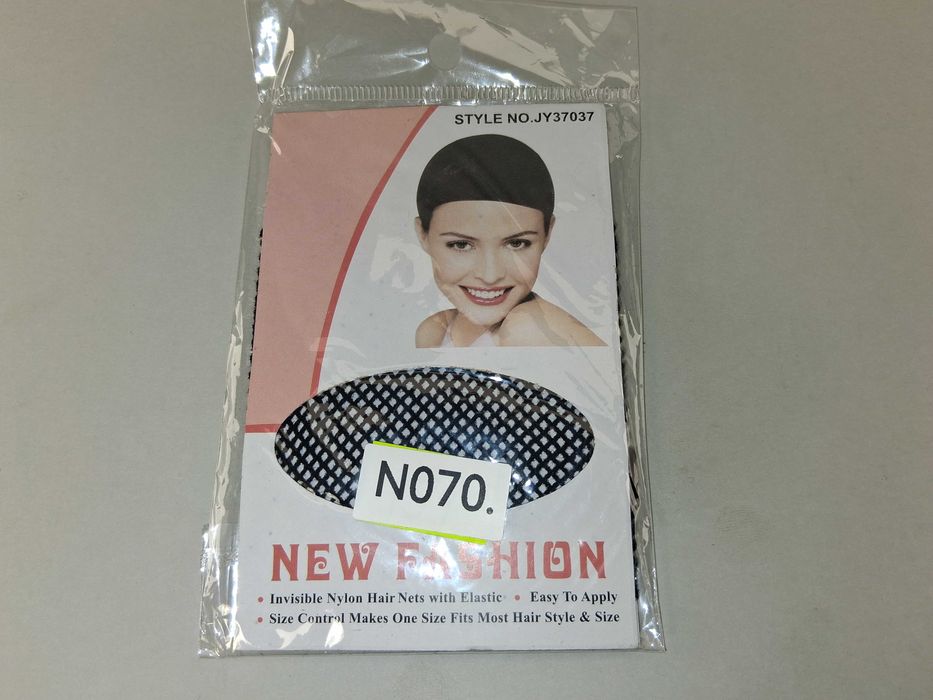 STYLE NO.JY37037
N070.
NEW FASHION
• Invisible Nylon Hair Nets with Elastic • Easy To Apply
• Size Control Makes One Size Fits Most Hair Style & Size